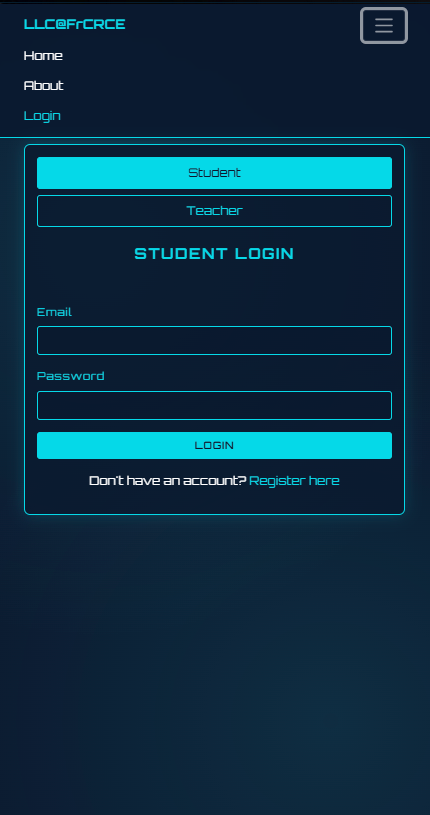 LLC@FrCRCE
Home
About
Login
Student
Teacher
STUDENT LOGIN
Email
Password
LOGIN
Don't have an account? Register here